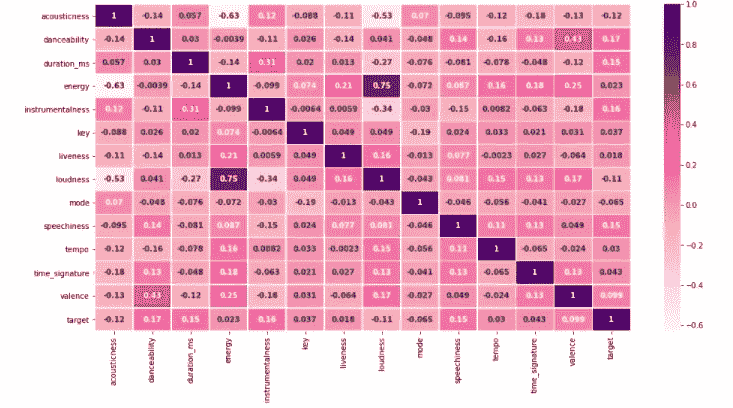 acousticness 1 -0.14 0.057 -0.63 0.12 -0.088 -0.11 -0.53 0.07 -0.095 -0.12 -0.18 -0.13 -0.12
danceability -0.14 1 0.03 -0.0039 -0.11 0.026 -0.14 0.041 -0.048 0.14 -0.16 0.13 0.43 0.17
duration_ms 0.057 0.03 1 -0.14 0.31 0.02 0.013 -0.27 -0.076 -0.081 -0.078 -0.048 -0.12 0.15
energy -0.63 -0.0039 -0.14 1 -0.099 0.074 0.21 0.75 -0.072 0.087 0.16 0.18 0.25 0.023
instrumentalness 0.12 -0.11 0.31 -0.099 1 -0.0064 0.0059 -0.34 -0.03 -0.15 0.0082 -0.063 -0.18 0.16
key -0.088 0.026 0.02 0.074 -0.0064 1 0.049 0.049 -0.19 0.024 0.033 0.021 0.031 0.037
liveness -0.11 -0.14 0.013 0.21 0.0059 0.049 1 0.16 -0.013 0.077 -0.0023 0.027 -0.064 0.018
loudness -0.53 0.041 -0.27 0.75 -0.34 0.049 0.16 1 -0.043 0.081 0.15 0.13 0.17 -0.11
mode 0.07 -0.048 -0.076 -0.072 -0.03 -0.19 -0.013 -0.043 1 -0.046 -0.056 -0.041 -0.027 -0.065
speechiness -0.095 0.14 -0.081 0.087 -0.15 0.024 0.077 0.081 -0.046 1 0.11 0.13 0.049 0.15
tempo -0.12 -0.16 -0.078 0.16 0.0082 0.033 -0.0023 0.15 -0.056 0.11 1 -0.065 -0.024 0.03
time_signature -0.18 0.13 -0.048 0.18 -0.063 0.021 0.027 0.13 -0.041 0.13 -0.065 1 0.13 0.043
valence -0.13 0.43 -0.12 0.25 -0.18 0.031 -0.064 0.17 -0.027 0.049 -0.024 0.13 1 0.099
target -0.12 0.17 0.15 0.023 0.16 0.037 0.018 -0.11 -0.065 0.15 0.03 0.043 0.099 1
acousticness
danceability
duration_ms
energy
instrumentalness
key
liveness
loudness
mode
speechiness
tempo
time_signature
valence
target
1.0
0.8
0.6
0.4
0.2
0.0
-0.2
-0.4
-0.6